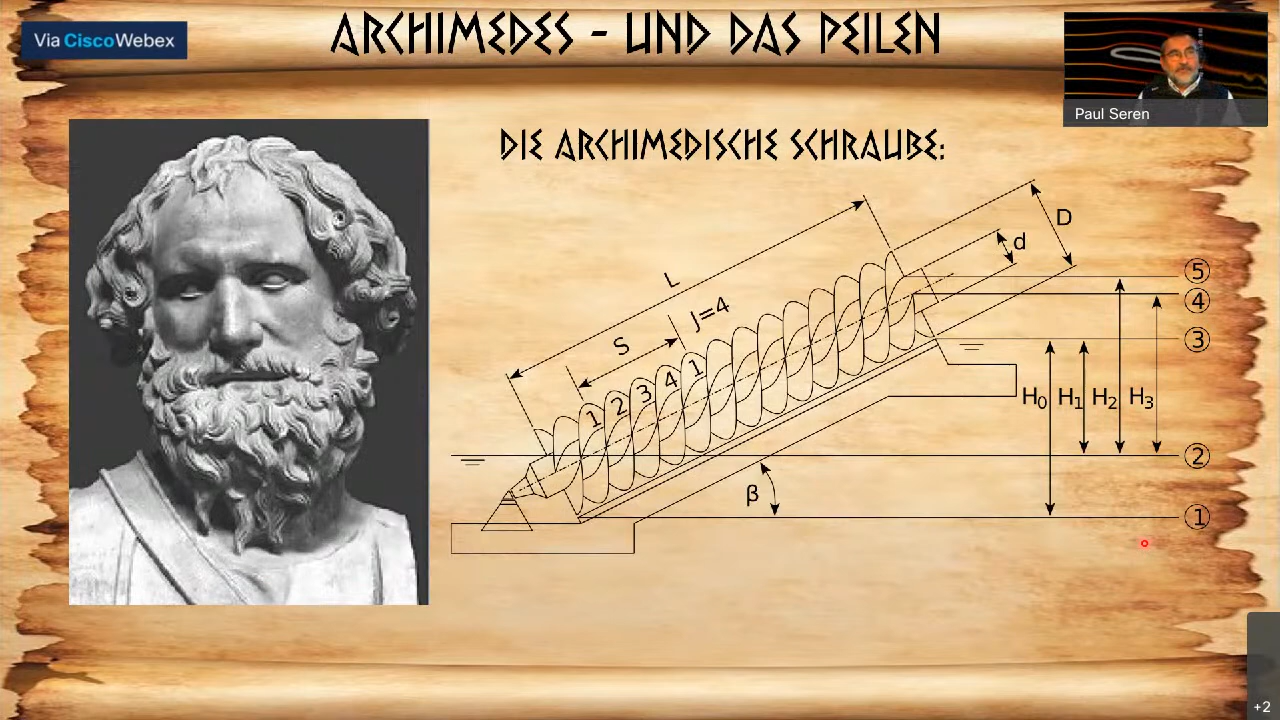 Via CiscoWebex
ARCHIMEDES - UND DAS PEILEN
Paul Seren
DIE ARCHIMEDISCHE SCHRAUBE:
D
d
L
J=4
S
1 2 3 4 1
5
4
3
H0 H1 H2 H3
2
β
1
+2